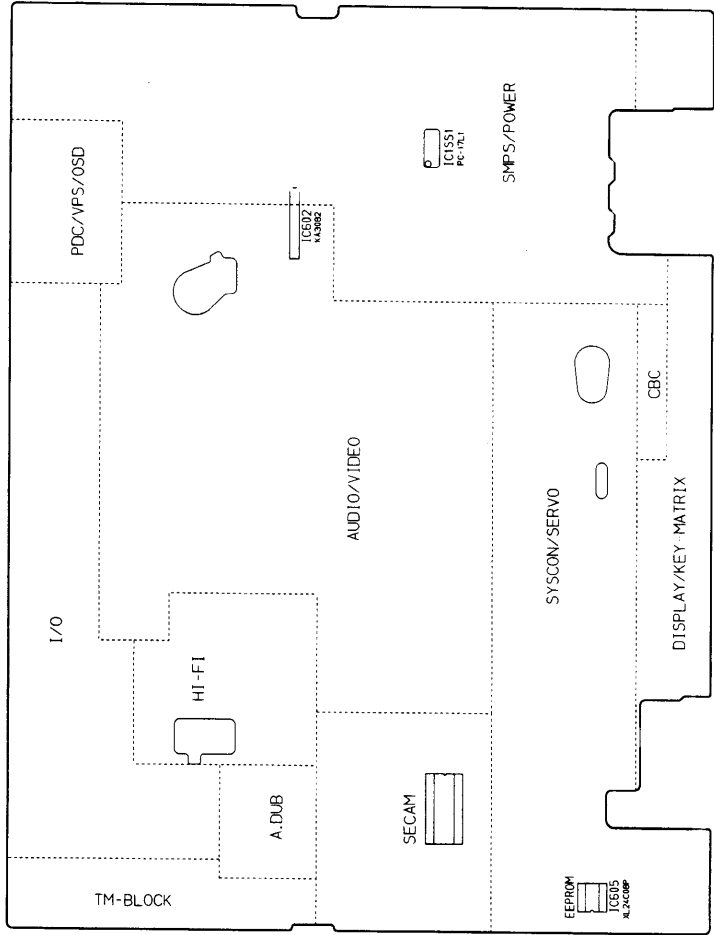 PDC/VPS/OSD
SMPS/POWER
IC1SS1
PC-17L1
IC602
KA3082
I/O
AUDIO/VIDEO
CBC
SYSCON/SERVO
DISPLAY/KEY-MATRIX
HI-FI
A.DUB
SECAM
TM-BLOCK
EEPROM
IC605
XL24C08P